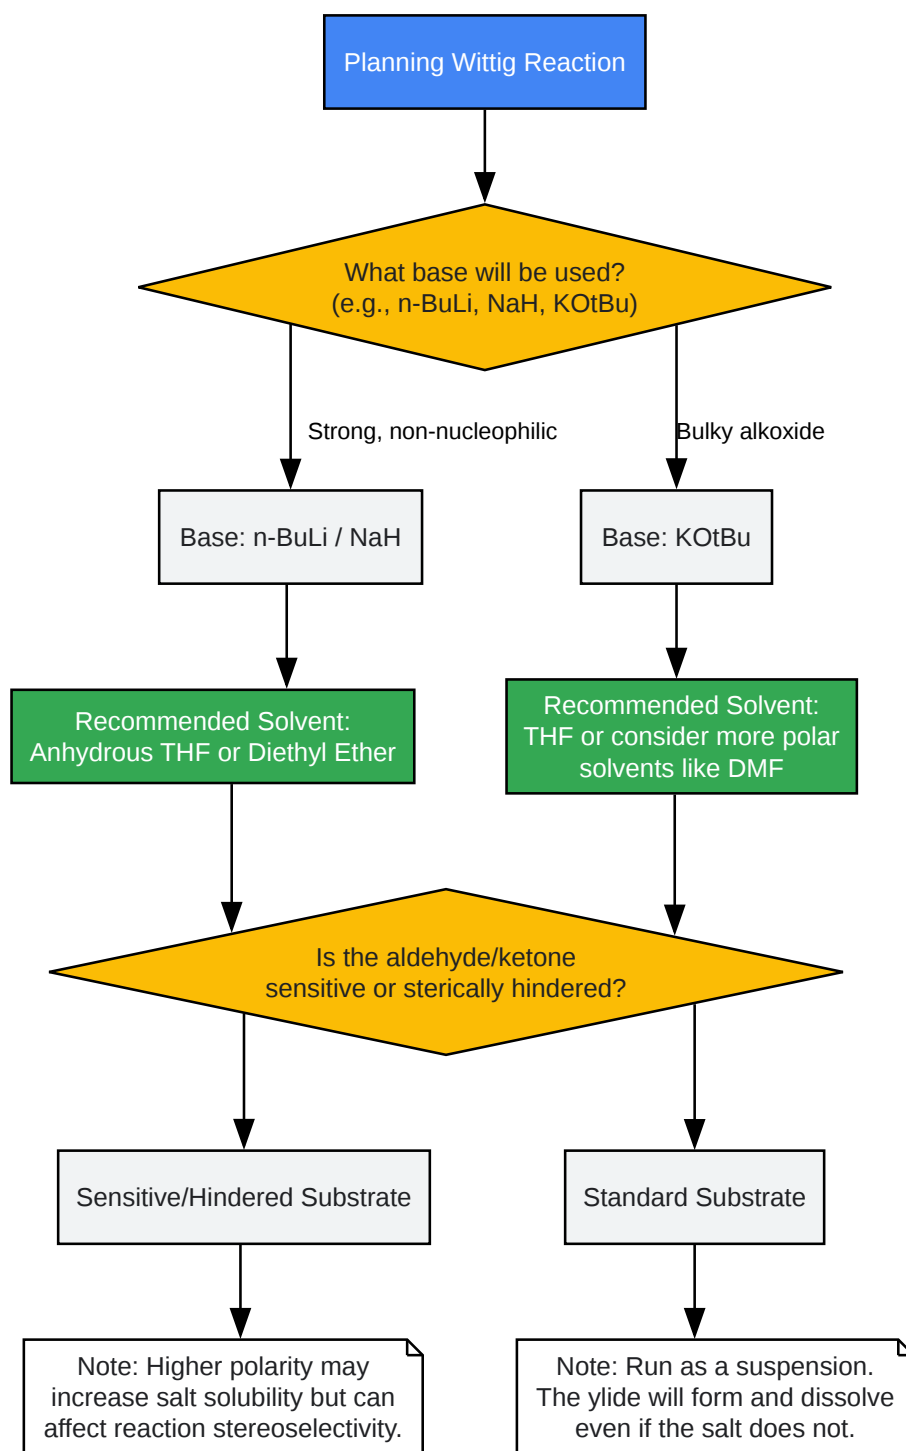 Planning Wittig Reaction
What base will be used?
(e.g., n-BuLi, NaH, KOtBu)
Strong, non-nucleophilic
Bulky alkoxide
Base: n-BuLi / NaH
Base: KOtBu
Recommended Solvent:
Anhydrous THF or Diethyl Ether
Recommended Solvent:
THF or consider more polar
solvents like DMF
Is the aldehyde/ketone
sensitive or sterically hindered?
Sensitive/Hindered Substrate
Standard Substrate
Note: Higher polarity may
increase salt solubility but can
affect reaction stereoselectivity.
Note: Run as a suspension.
The ylide will form and dissolve
even if the salt does not.